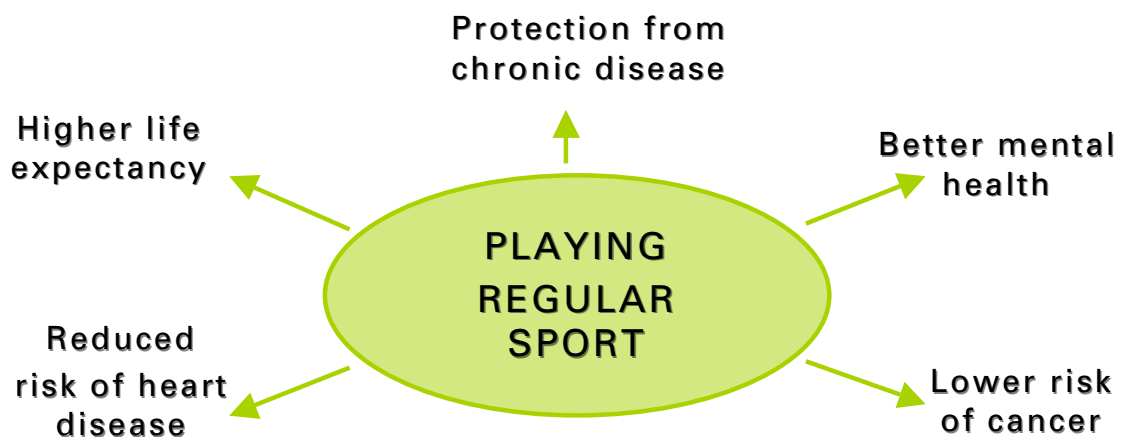 Protection from
chronic disease
Higher life
expectancy
Better mental
health
PLAYING
REGULAR
SPORT
Reduced
risk of heart
disease
Lower risk
of cancer